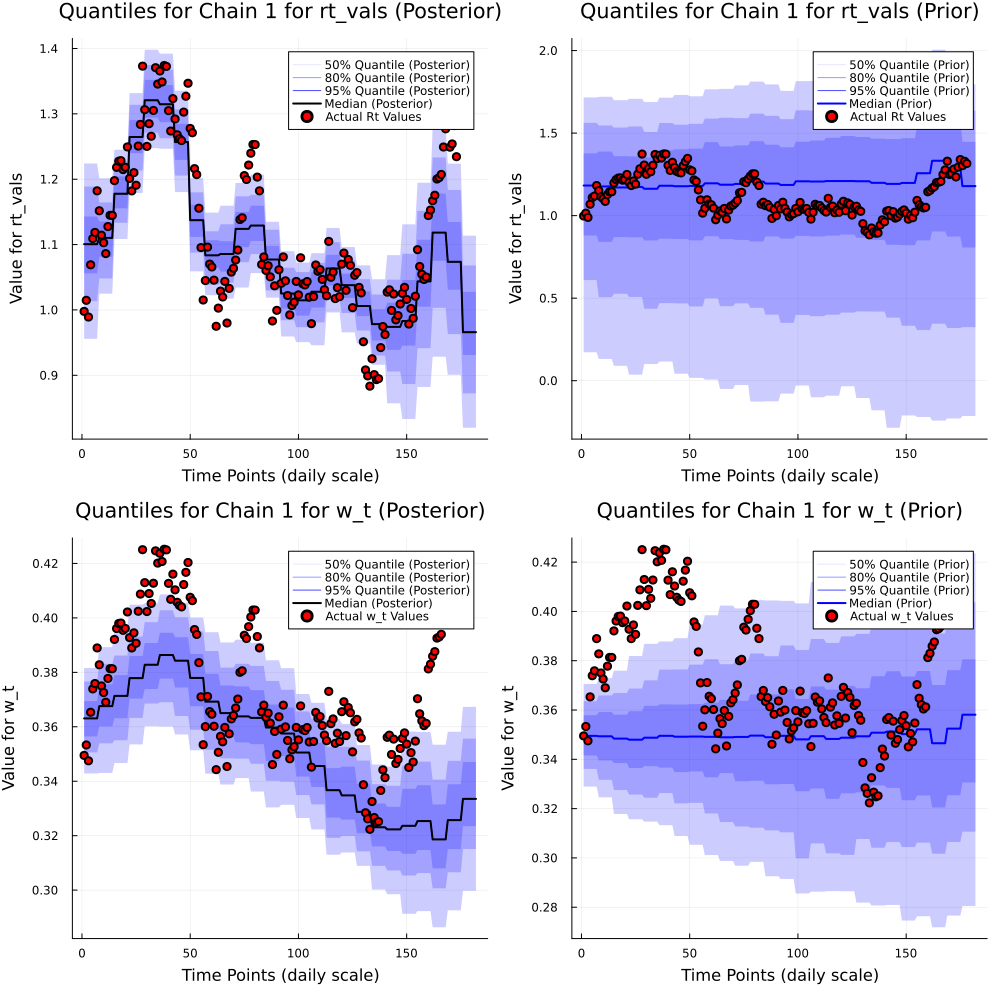 Quantiles for Chain 1 for rt_vals (Posterior)
1.4
1.3
1.2
1.1
1.0
0.9
Value for rt_vals
50% Quantile (Posterior)
80% Quantile (Posterior)
95% Quantile (Posterior)
Median (Posterior)
Actual Rt Values
0
50
100
150
Time Points (daily scale)
Quantiles for Chain 1 for rt_vals (Prior)
2.0
1.5
1.0
0.5
0.0
Value for rt_vals
50% Quantile (Prior)
80% Quantile (Prior)
95% Quantile (Prior)
Median (Prior)
Actual Rt Values
0
50
100
150
Time Points (daily scale)
Quantiles for Chain 1 for w_t (Posterior)
0.42
0.40
0.38
0.36
0.34
0.32
0.30
Value for w_t
50% Quantile (Posterior)
80% Quantile (Posterior)
95% Quantile (Posterior)
Median (Posterior)
Actual w_t Values
0
50
100
150
Time Points (daily scale)
Quantiles for Chain 1 for w_t (Prior)
0.42
0.40
0.38
0.36
0.34
0.32
0.30
0.28
Value for w_t
50% Quantile (Prior)
80% Quantile (Prior)
95% Quantile (Prior)
Median (Prior)
Actual w_t Values
0
50
100
150
Time Points (daily scale)